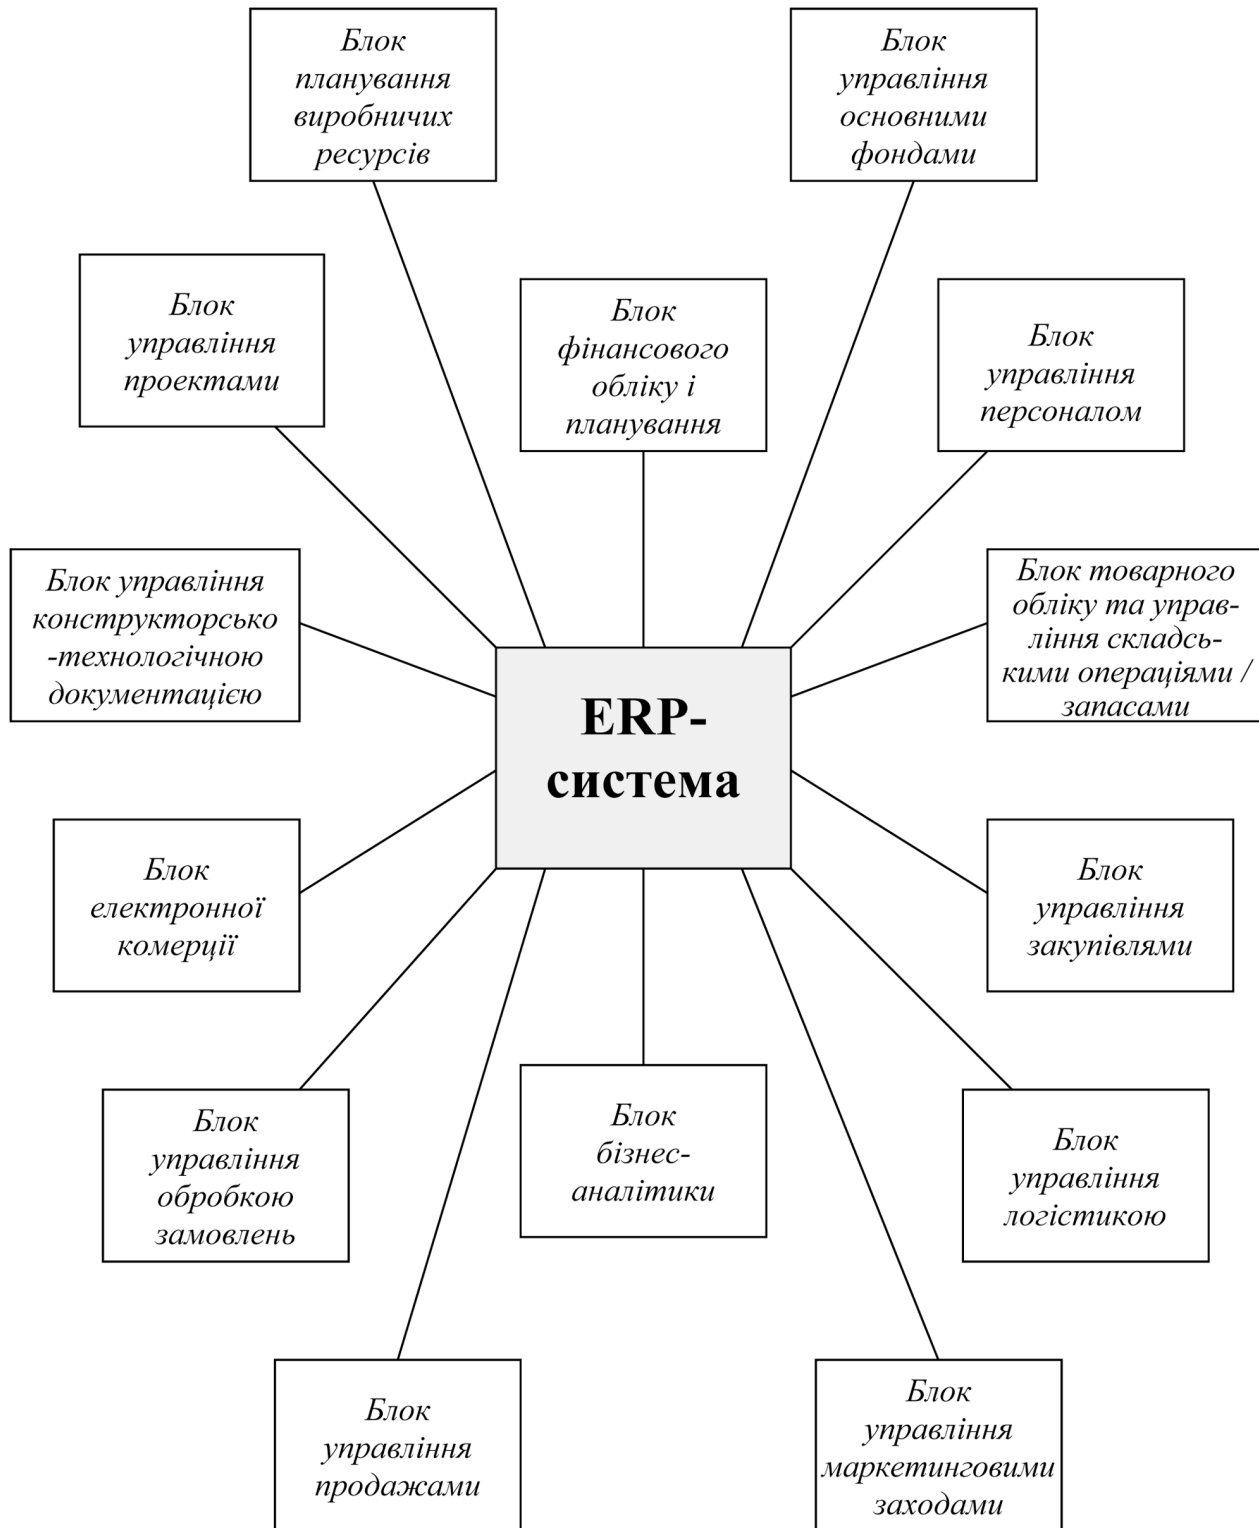 Блок
планування
виробничих
ресурсів
Блок
управління
основними
фондами
Блок
управління
проектами
Блок
фінансового
обліку і
планування
Блок
управління
персоналом
Блок управління
конструкторсько
-технологічною
документацією
Блок товарного
обліку та управ-
ління складсь-
кими операціями /
запасами
ERP-
система
Блок
електронної
комерції
Блок
управління
закупівлями
Блок
управління
обробкою
замовлень
Блок
бізнес-
аналітики
Блок
управління
логістикою
Блок
управління
продажами
Блок
управління
маркетинговими
заходами